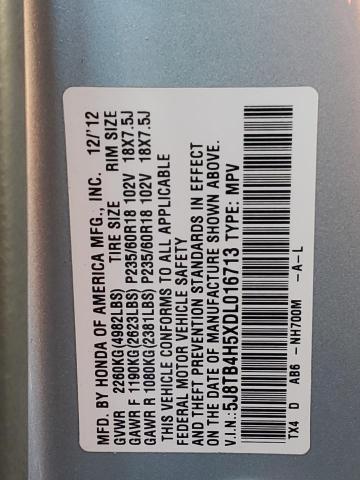 MFD. BY HONDA OF AMERICA MFG., INC. 12/'12
GVWR 2260KG(4982LBS) TIRE SIZE RIM SIZE
GAWR F 1190KG(2623LBS) P235/60R18 102V 18X7.5J
GAWR R 1080KG(2381LBS) P235/60R18 102V 18X7.5J
THIS VEHICLE CONFORMS TO ALL APPLICABLE
FEDERAL MOTOR VEHICLE SAFETY
AND THEFT PREVENTION STANDARDS IN EFFECT
ON THE DATE OF MANUFACTURE SHOWN ABOVE.
V.I.N.:5J8TB4H5XDL016713 TYPE: MPV
TX4 D AB6 -NH700M -A-L